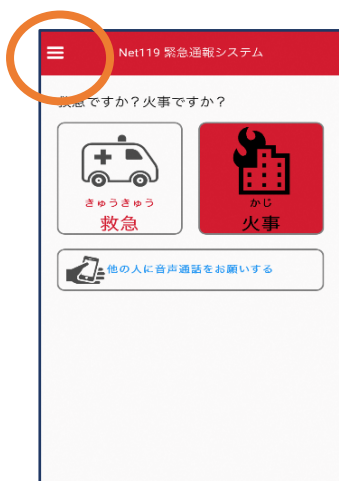 Net119 緊急通報システム
救急ですか？火事ですか？
きゅうきゅう
救急
かじ
火事
他の人に音声通話をお願いする